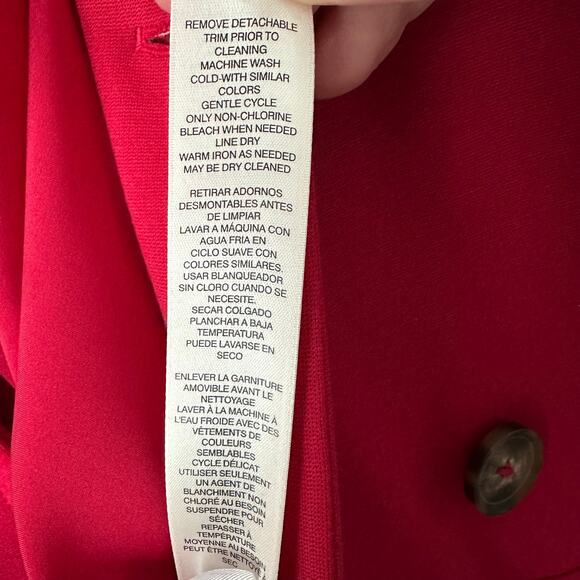 REMOVE DETACHABLE
TRIM PRIOR TO
CLEANING
MACHINE WASH
COLD-WITH SIMILAR
COLORS
GENTLE CYCLE
ONLY NON-CHLORINE
BLEACH WHEN NEEDED
LINE DRY
WARM IRON AS NEEDED
MAY BE DRY CLEANED
RETIRAR ADORNOS
DESMONTABLES ANTES
DE LIMPIAR
LAVAR A MÁQUINA CON
AGUA FRIA EN
CICLO SUAVE CON
COLORES SIMILARES.
USAR BLANQUEADOR
SIN CLORO CUANDO SE
NECESITE.
SECAR COLGADO
PLANCHAR A BAJA
TEMPERATURA
PUEDE LAVARSE EN
SECO
ENLEVER LA GARNITURE
AMOVIBLE AVANT LE
NETTOYAGE
LAVER À LA MACHINE À
L'EAU FROIDE AVEC DES
VÊTEMENTS DE
COULEURS
SEMBLABLES
CYCLE DÉLICAT
UTILISER SEULEMENT
UN AGENT DE
BLANCHIMENT NON
CHLORÉ AU BESOIN
SUSPENDRE POUR
SÉCHER
REPASSER À
TEMPÉRATURE
MOYENNE AU BESOIN
PEUT ÊTRE NETTOYÉ
SEC